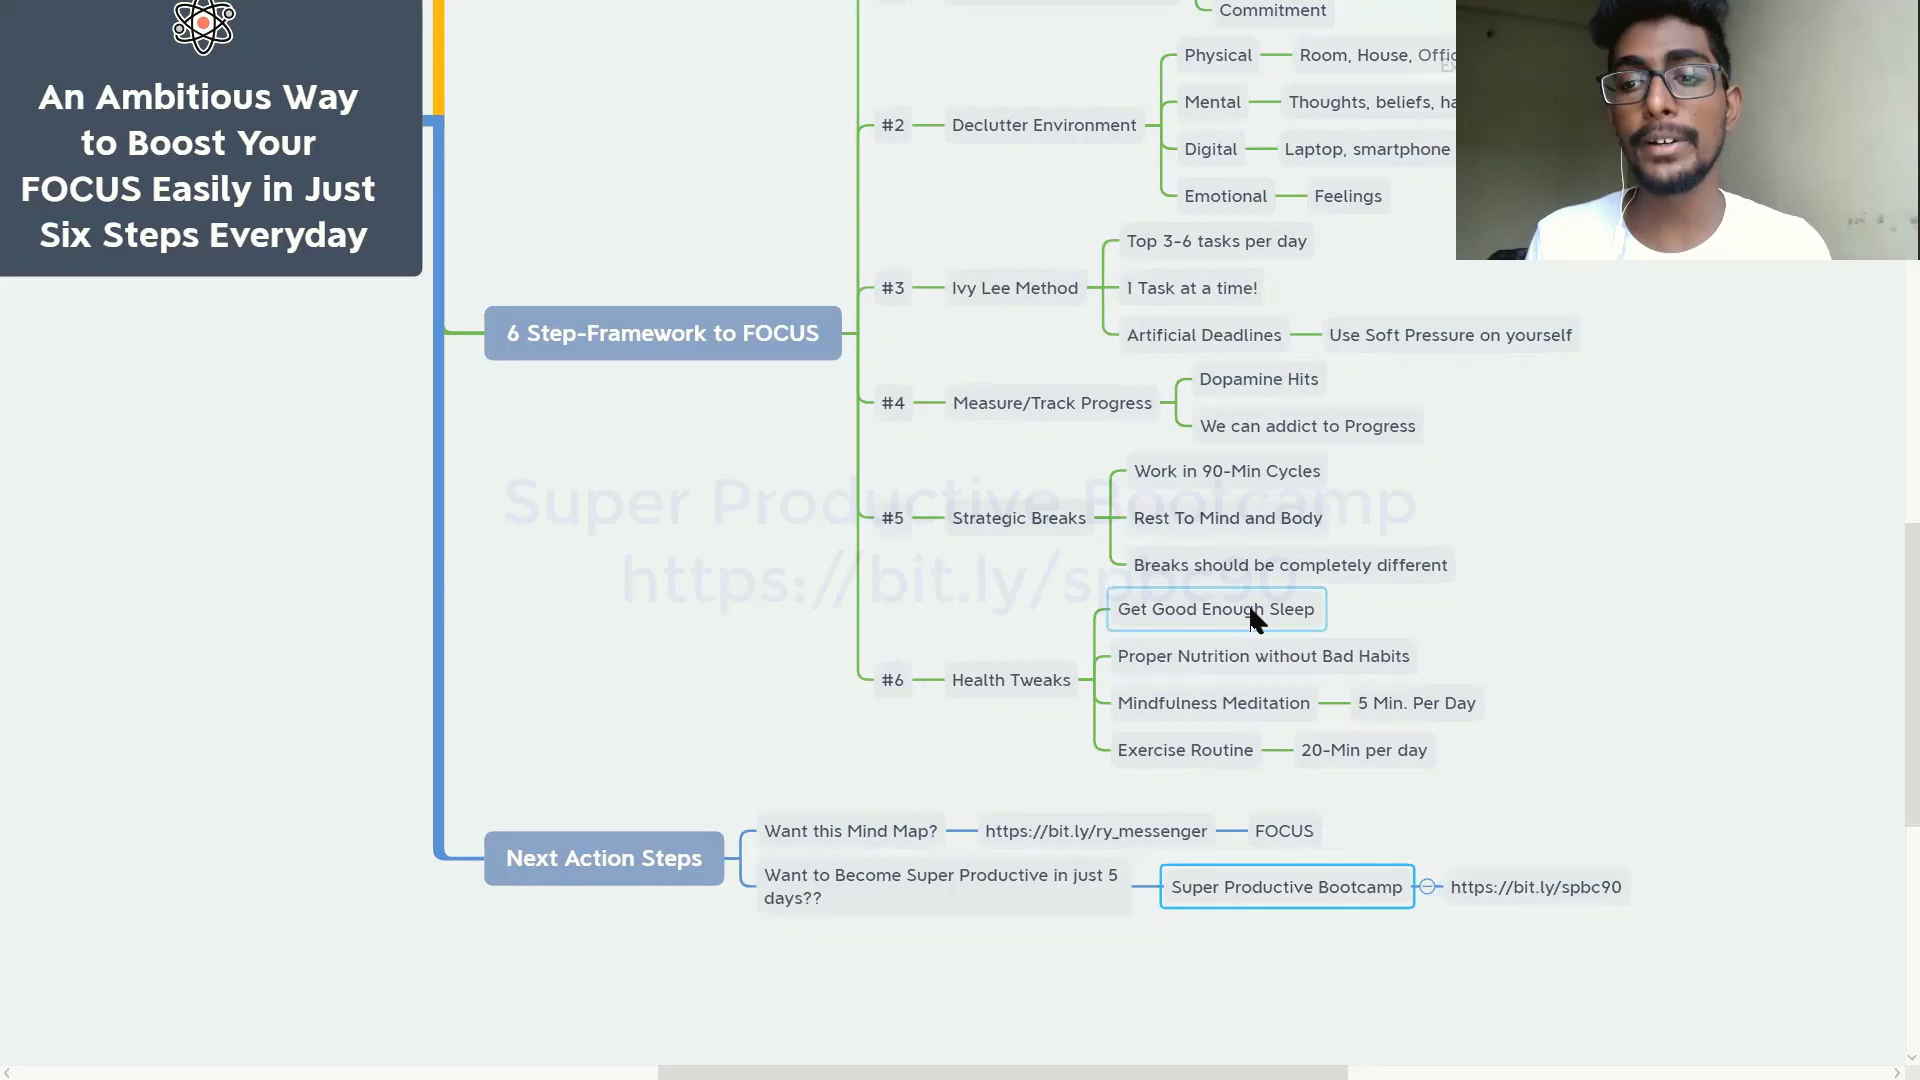 An Ambitious Way
to Boost Your
FOCUS Easily in Just
Six Steps Everyday
Commitment
6 Step-Framework to FOCUS
#2
Declutter Environment
Physical
Room, House, Offic
Mental
Thoughts, beliefs, ha
Digital
Laptop, smartphone
Emotional
Feelings
#3
Ivy Lee Method
Top 3-6 tasks per day
1 Task at a time!
Artificial Deadlines
Use Soft Pressure on yourself
#4
Measure/Track Progress
Dopamine Hits
We can addict to Progress
#5
Strategic Breaks
Work in 90-Min Cycles
Rest To Mind and Body
Breaks should be completely different
#6
Health Tweaks
Get Good Enough Sleep
Proper Nutrition without Bad Habits
Mindfulness Meditation
5 Min. Per Day
Exercise Routine
20-Min per day
Super Productive Bootcamp
https://bit.ly/spbc90
Next Action Steps
Want this Mind Map?
https://bit.ly/ry_messenger
FOCUS
Want to Become Super Productive in just 5
days??
Super Productive Bootcamp
https://bit.ly/spbc90